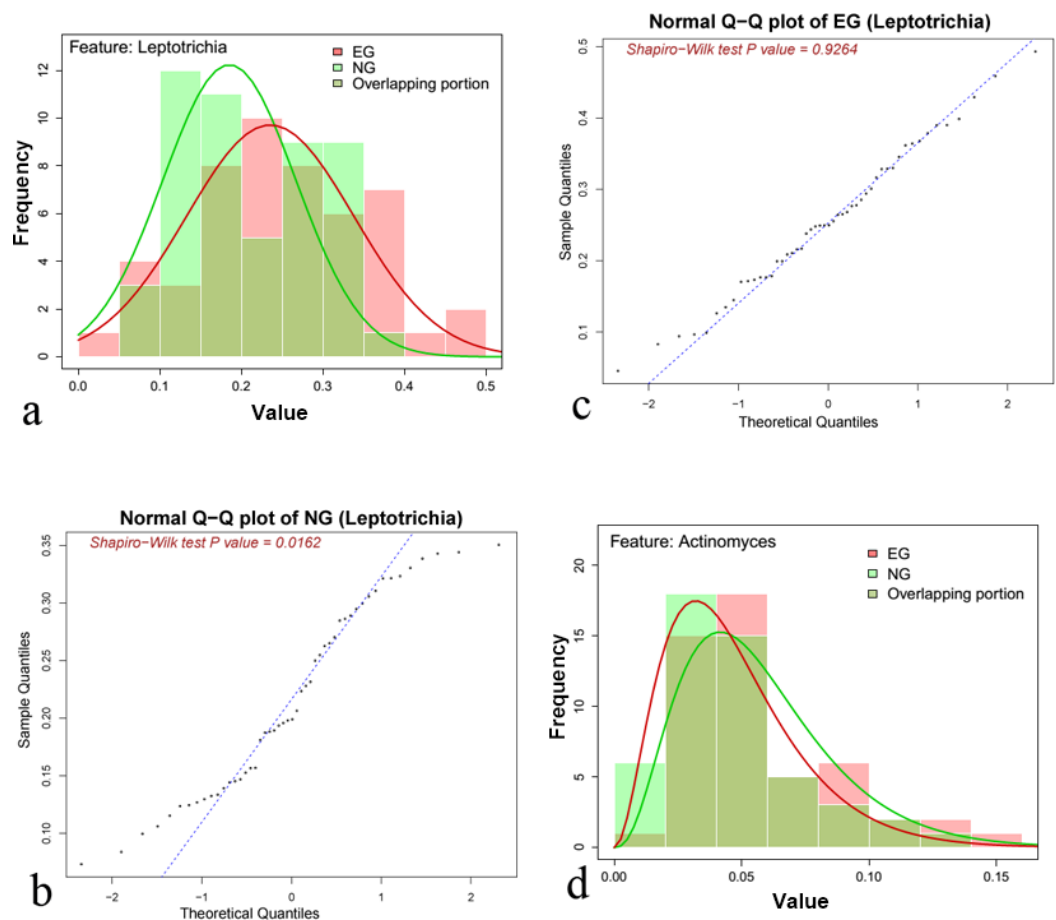 Feature: Leptotrichia
EG
NG
Overlapping portion
Frequency
12
10
8
6
4
2
0
0.0 0.1 0.2 0.3 0.4 0.5
Value
a
Normal Q−Q plot of EG (Leptotrichia)
Shapiro−Wilk test P value = 0.9264
Sample Quantiles
0.5
0.4
0.3
0.2
0.1
−2 −1 0 1 2
Theoretical Quantiles
c
Normal Q−Q plot of NG (Leptotrichia)
Shapiro−Wilk test P value = 0.0162
Sample Quantiles
0.35
0.30
0.25
0.20
0.15
0.10
−2 −1 0 1 2
Theoretical Quantiles
b
Feature: Actinomyces
EG
NG
Overlapping portion
Frequency
20
15
10
5
0
0.00 0.05 0.10 0.15
Value
d